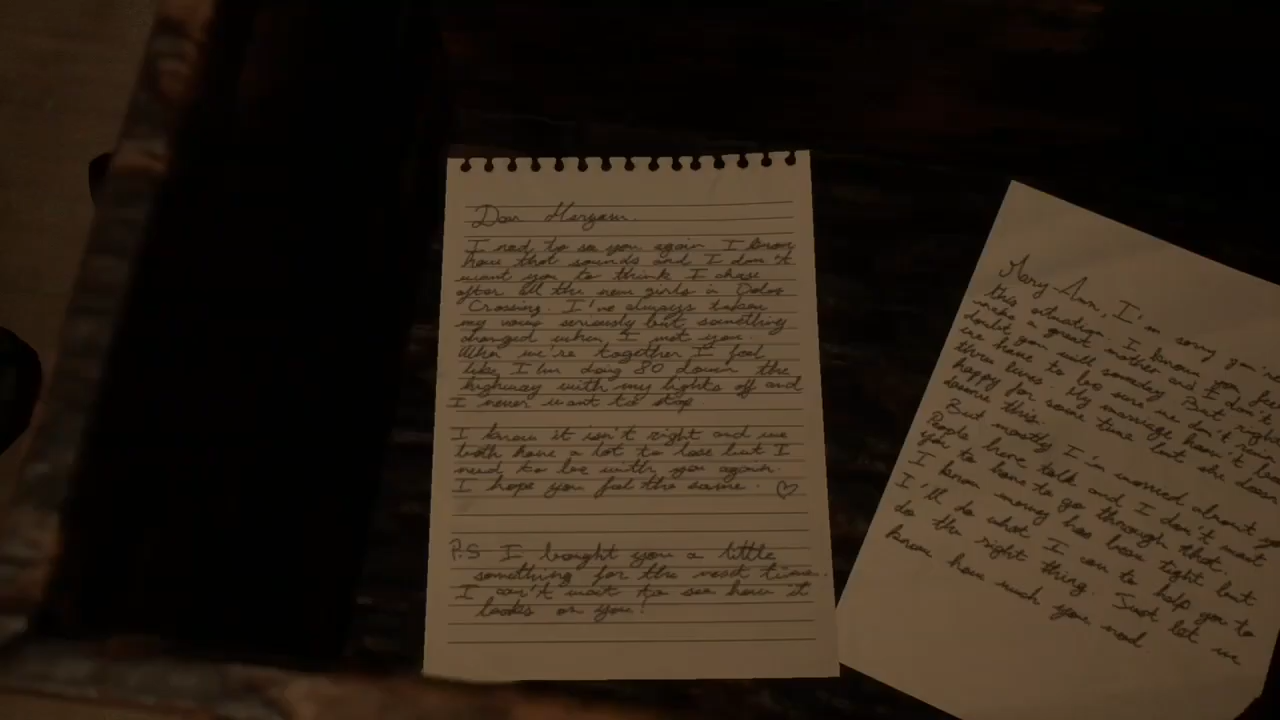 Dear Maryann.
I need to see you again. I know
how that sounds and I don't
want you to think I chase
after all the new girls in Dolos
Crossing. I've always taken
my vows seriously but something
changed when I met you.
When we're together I feel
like I'm doing 80 down the
highway with my lights off and
I never want to stop
I know it isn't right and we
both have a lot to lose but I
need to be with you again.
I hope you feel the same. ♡
P.S I bought you a little
something for the next time.
I can't wait to see how it
looks on you!
Mary Ann, I'm sorry you're
this situation. I know you
make a great mother and I don't
doubt you will someday. But right
we have to be sure we don't ruin
three lives. My marriage hasn't
happy for some time but she doesn
deserve this.
But mostly I'm worried about
People here talk and I don't want
you to have to go through that.
I know money has been tight but
I'll do what I can to help you to
do the right thing. Just let me
know how much you need